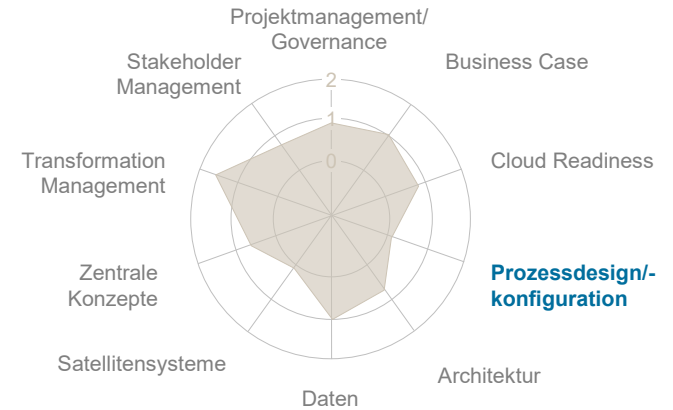 Projektmanagement/
Governance
Stakeholder
Management
Business Case
2
1
0
Transformation
Management
Cloud Readiness
Zentrale
Konzepte
Prozessdesign/-
konfiguration
Satellitensysteme
Architektur
Daten